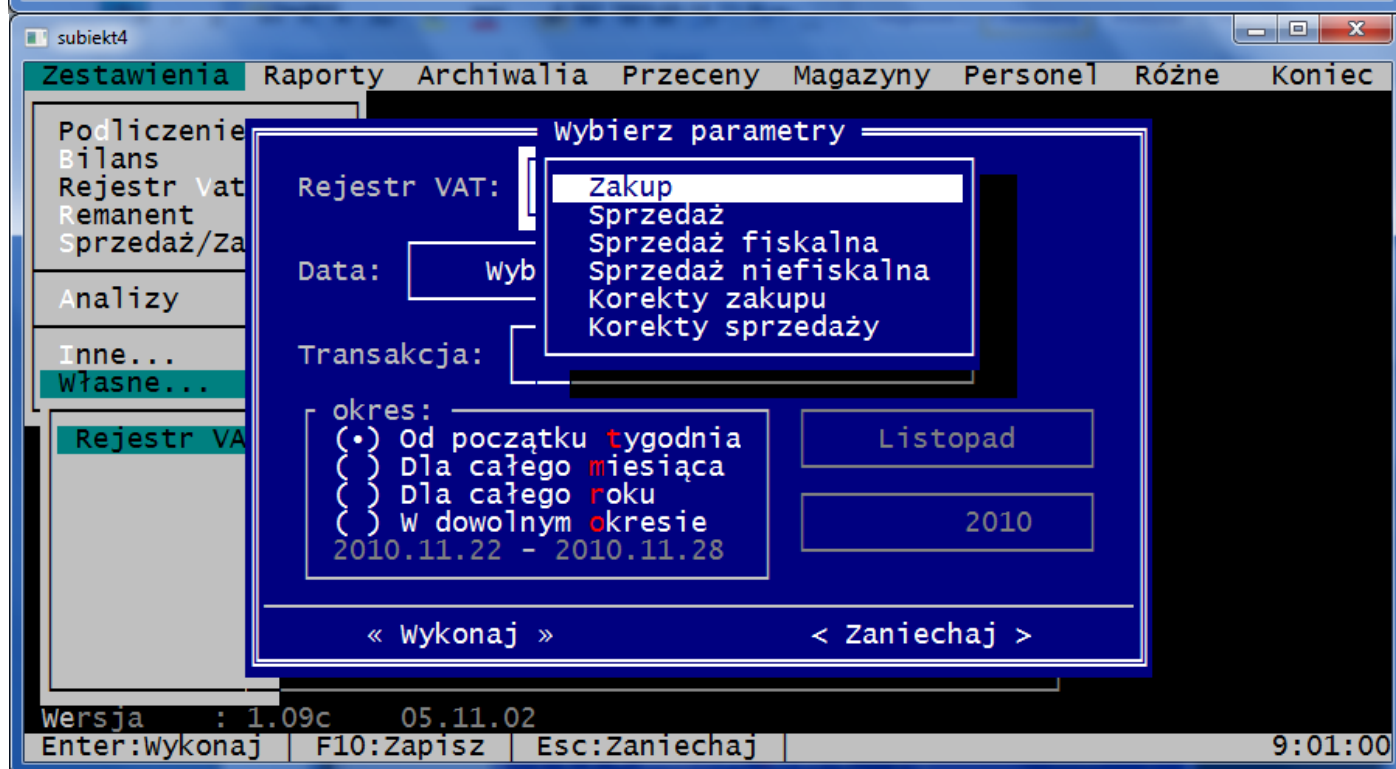 subiekt4
Zestawienia Raporty Archiwalia Przeceny Magazyny Personel Różne Koniec
Podliczenie
Bilans
Rejestr Vat
Remanent
Sprzedaż/Za
Analizy
Inne...
Własne...
Rejestr VA
Wybierz parametry
Rejestr VAT:
Zakup
Sprzedaż
Sprzedaż fiskalna
Sprzedaż niefiskalna
Korekty zakupu
Korekty sprzedaży
Data: Wyb
Transakcja:
okres:
(•) Od początku tygodnia
( ) Dla całego miesiąca
( ) Dla całego roku
( ) W dowolnym okresie
2010.11.22 - 2010.11.28
Listopad
2010
« Wykonaj » < Zaniechaj >
Wersja : 1.09c 05.11.02
Enter:Wykonaj | F10:Zapisz | Esc:Zaniechaj | 9:01:00